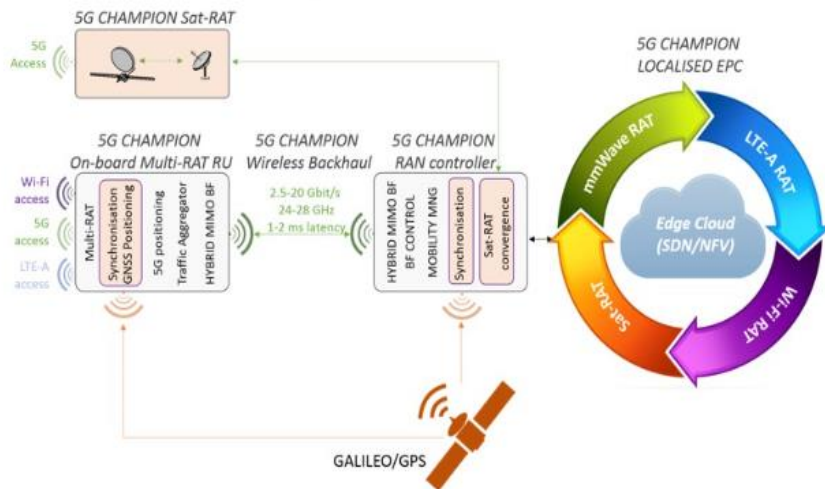 5G CHAMPION Sat-RAT
5G
Access
5G CHAMPION
On-board Multi-RAT RU
5G CHAMPION
Wireless Backhaul
5G CHAMPION
RAN controller
5G CHAMPION
LOCALISED EPC
Wi-Fi
access
5G
access
LTE-A
access
Multi-RAT
Synchronisation
GNSS Positioning
5G positioning
Traffic Aggregator
HYBRID MIMO BF
2.5-20 Gbit/s
24-28 GHz
1-2 ms latency
HYBRID MIMO BF
BF CONTROL
MOBILITY MNG
Synchronisation
Sat-RAT
convergence
mmWave RAT
LTE-A RAT
Wi-Fi RAT
Sat-RAT
Edge Cloud
(SDN/NFV)
GALILEO/GPS